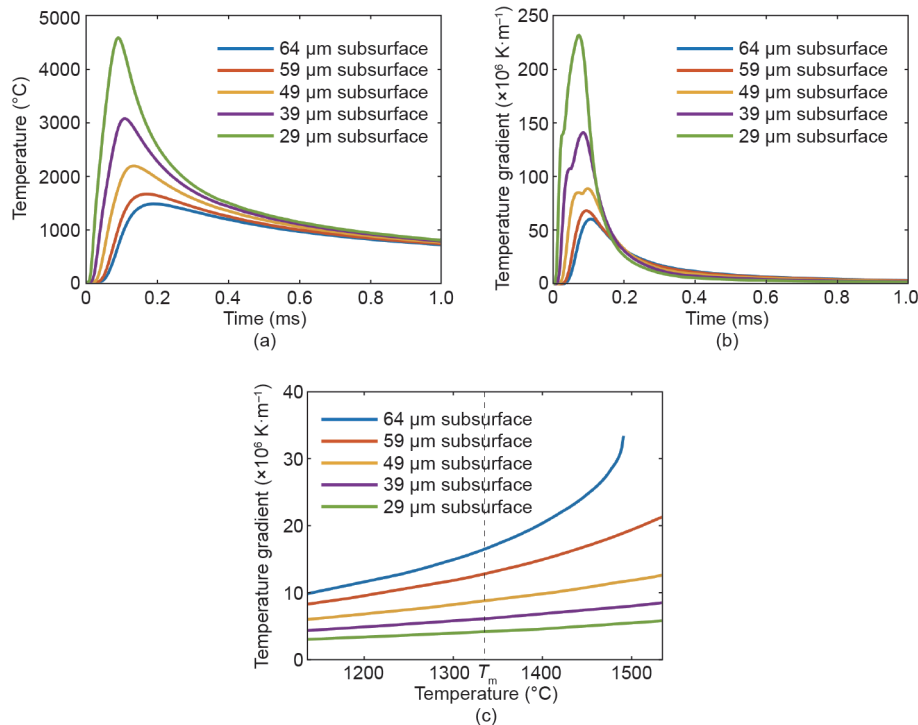 5000
4000
3000
2000
1000
0
Temperature (°C)
64 μm subsurface
59 μm subsurface
49 μm subsurface
39 μm subsurface
29 μm subsurface
0 0.2 0.4 0.6 0.8 1.0
Time (ms)
(a)
250
200
150
100
50
0
Temperature gradient (×10⁶ K·m⁻¹)
64 μm subsurface
59 μm subsurface
49 μm subsurface
39 μm subsurface
29 μm subsurface
0 0.2 0.4 0.6 0.8 1.0
Time (ms)
(b)
40
30
20
10
0
Temperature gradient (×10⁶ K·m⁻¹)
64 μm subsurface
59 μm subsurface
49 μm subsurface
39 μm subsurface
29 μm subsurface
1200 1300 Tₘ 1400 1500
Temperature (°C)
(c)